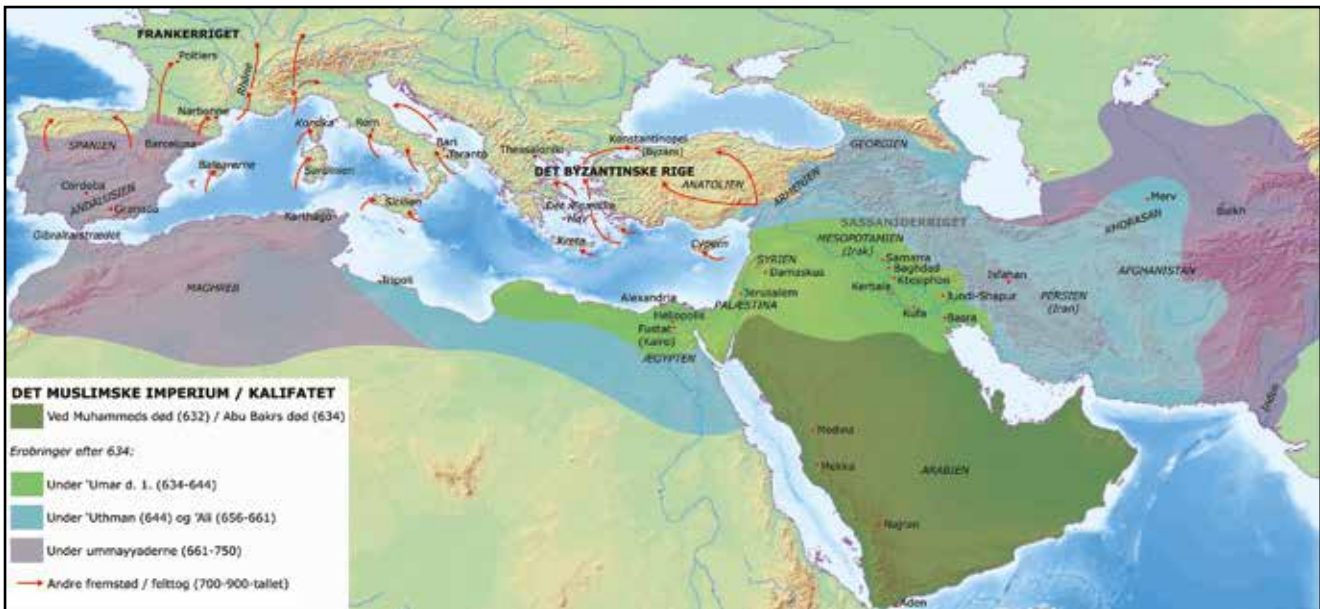 FRANKERRIGET
Poitiers
Rhône
Narbonne
Korsika
Rom
SPANIEN
Barcelona
Balearerne
Sardinien
Bari
Taranto
Thessaloniki
Konstantinopel
(Byzans)
DET BYZANTINSKE RIGE
ANATOLIEN
GEORGIEN
ARMENIEN
Cordoba
ANDALUSIEN
Granada
Gibraltarstrædet
Karthago
Sicilien
Kreta
Cypern
SASSANIDERRIGET
MESOPOTAMIEN
(Irak)
Merv
KHORASAN
Balkh
MAGHREB
Tripoli
SYRIEN
Damaskus
Samarra
Baghdad
Ktesiphon
Kerbala
Isfahan
AFGHANISTAN
Alexandria
Jerusalem
PALÆSTINA
Jundi-Shapur
PERSIEN
(Iran)
Heliopolis
Fustat
(Kairo)
Kufa
Basra
ÆGYPTEN
Indus
DET MUSLIMSKE IMPERIUM / KALIFATET
Ved Muhammeds død (632) / Abu Bakrs død (634)
Erobringer efter 634:
Under 'Umar d. 1. (634-644)
Under 'Uthman (644) og 'Ali (656-661)
Under ummayyaderne (661-750)
Andre fremstød / felttog (700-900-tallet)
Medina
Mekka
ARABIEN
Najran
Aden